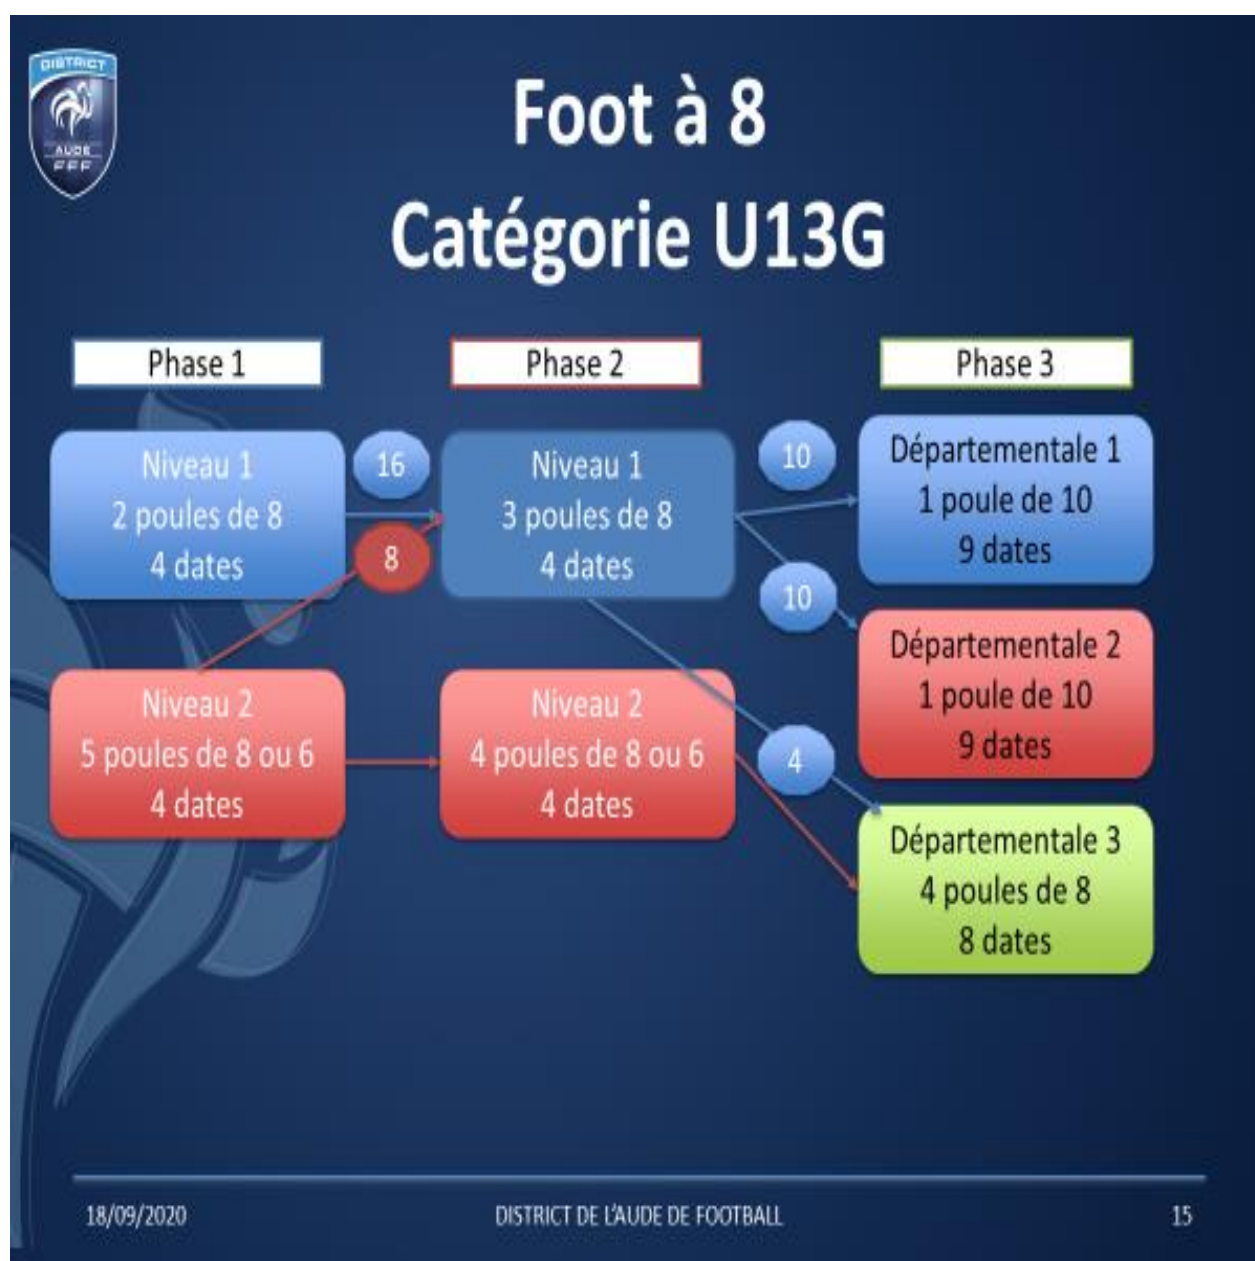 DISTRICT
AUDE
FFF
Foot à 8
Catégorie U13G
Phase 1
Phase 2
Phase 3
Niveau 1
2 poules de 8
4 dates
16
8
Niveau 1
3 poules de 8
4 dates
10
10
Départementale 1
1 poule de 10
9 dates
Départementale 2
1 poule de 10
9 dates
Niveau 2
5 poules de 8 ou 6
4 dates
Niveau 2
4 poules de 8 ou 6
4 dates
4
Départementale 3
4 poules de 8
8 dates
18/09/2020
DISTRICT DE L'AUDE DE FOOTBALL
15